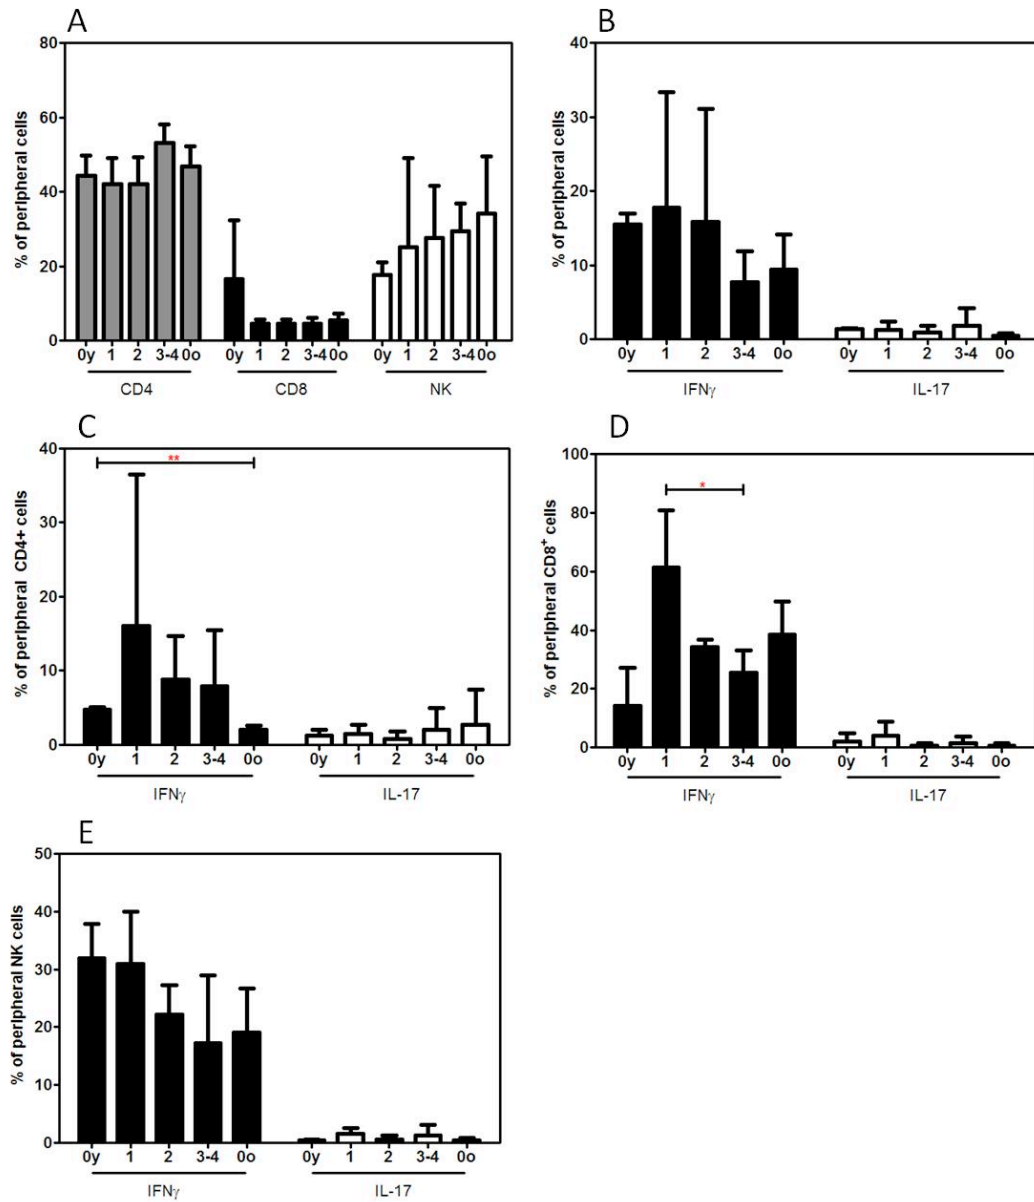 A
% of peripheral cells
80
60
40
20
0
0y 1 2 3-4 0o 0y 1 2 3-4 0o 0y 1 2 3-4 0o
CD4 CD8 NK
B
% of peripheral cells
40
30
20
10
0
0y 1 2 3-4 0o 0y 1 2 3-4 0o
IFNγ IL-17
C
% of peripheral CD4+ cells
40
30
20
10
0
**
0y 1 2 3-4 0o 0y 1 2 3-4 0o
IFNγ IL-17
D
% of peripheral CD8⁺ cells
100
80
60
40
20
0
*
0y 1 2 3-4 0o 0y 1 2 3-4 0o
IFNγ IL-17
E
% of peripheral NK cells
50
40
30
20
10
0
0y 1 2 3-4 0o 0y 1 2 3-4 0o
IFNγ IL-17